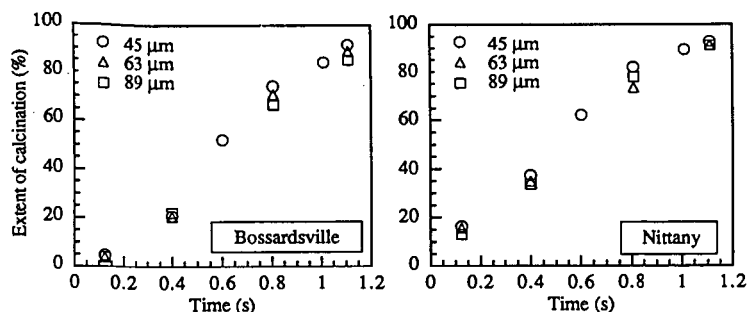 100
80
60
40
20
0
Extent of calcination (%)
45 µm
63 µm
89 µm
Bossardsville
0 0.2 0.4 0.6 0.8 1.0 1.2
Time (s)
100
80
60
40
20
0
45 µm
63 µm
89 µm
Nittany
0 0.2 0.4 0.6 0.8 1.0 1.2
Time (s)